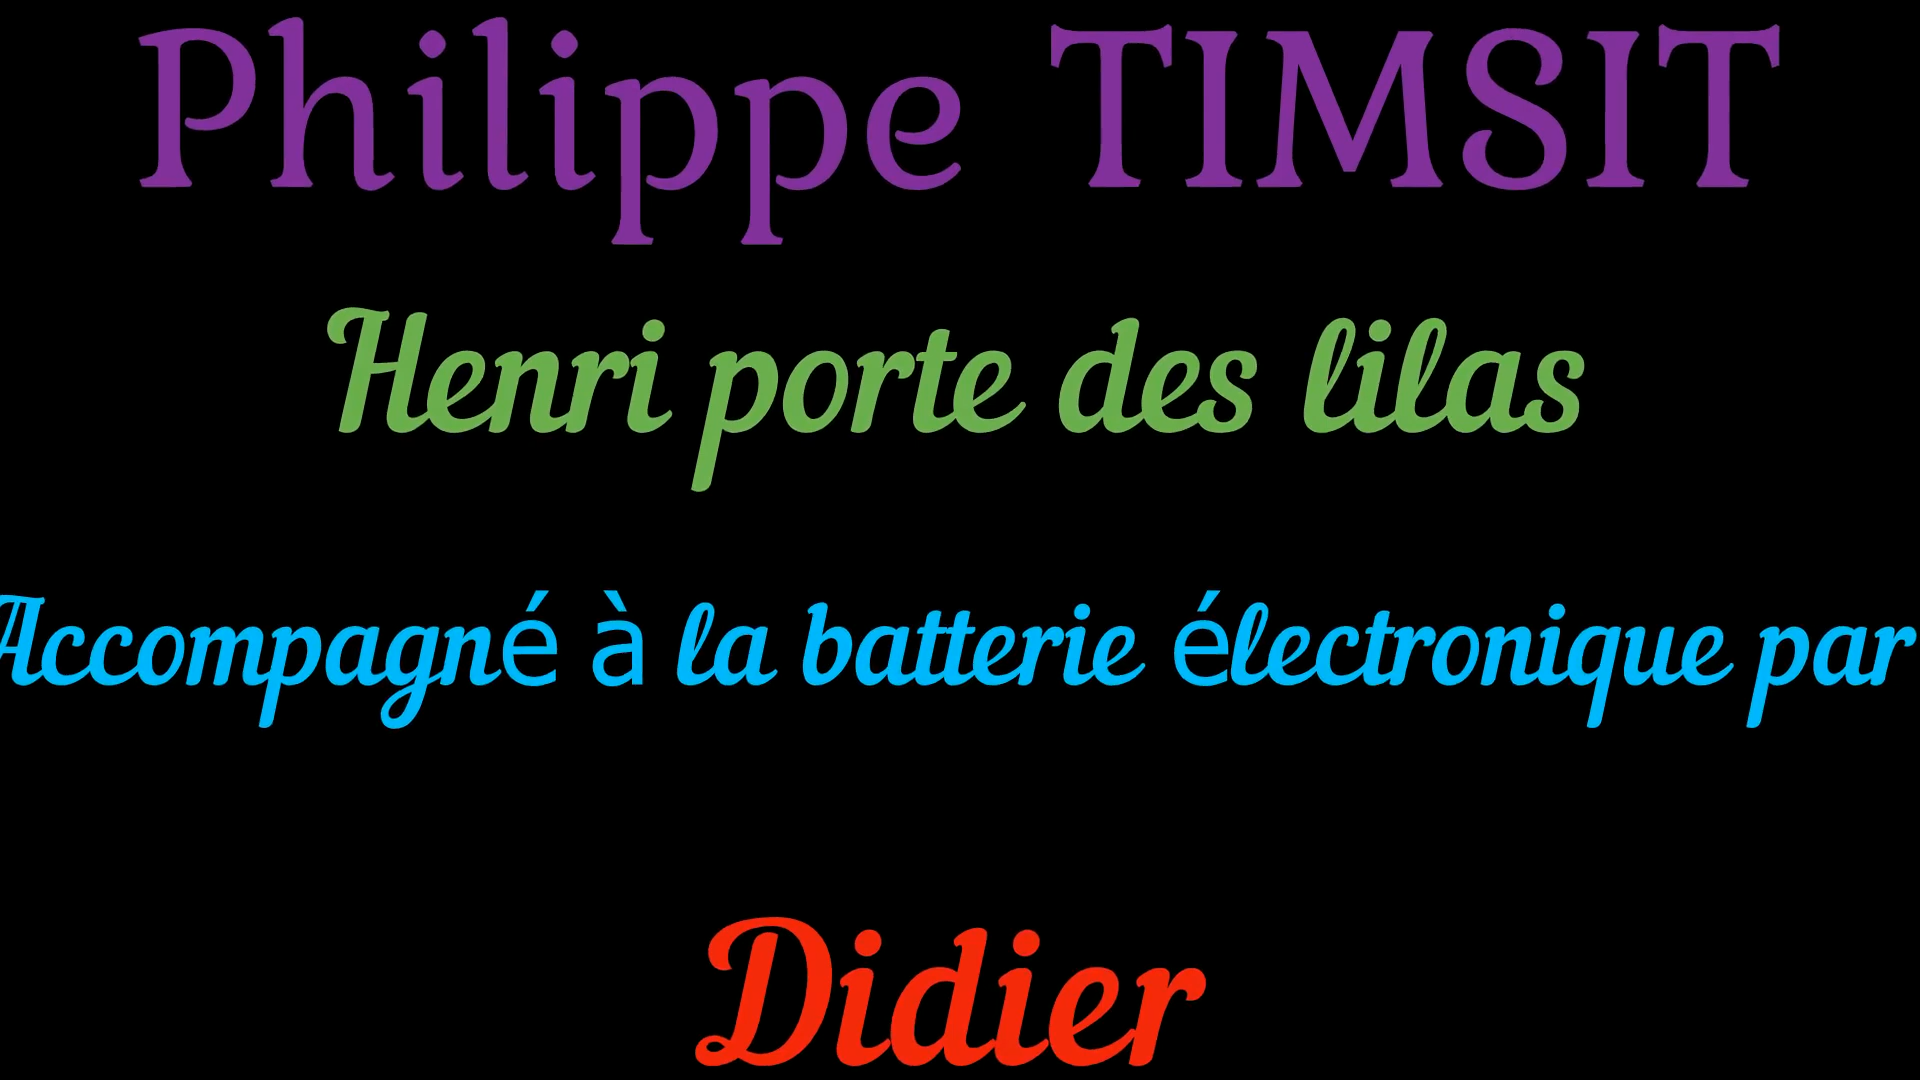 Philippe TIMSIT
Henri porte des lilas
Accompagné à la batterie électronique par
Didier